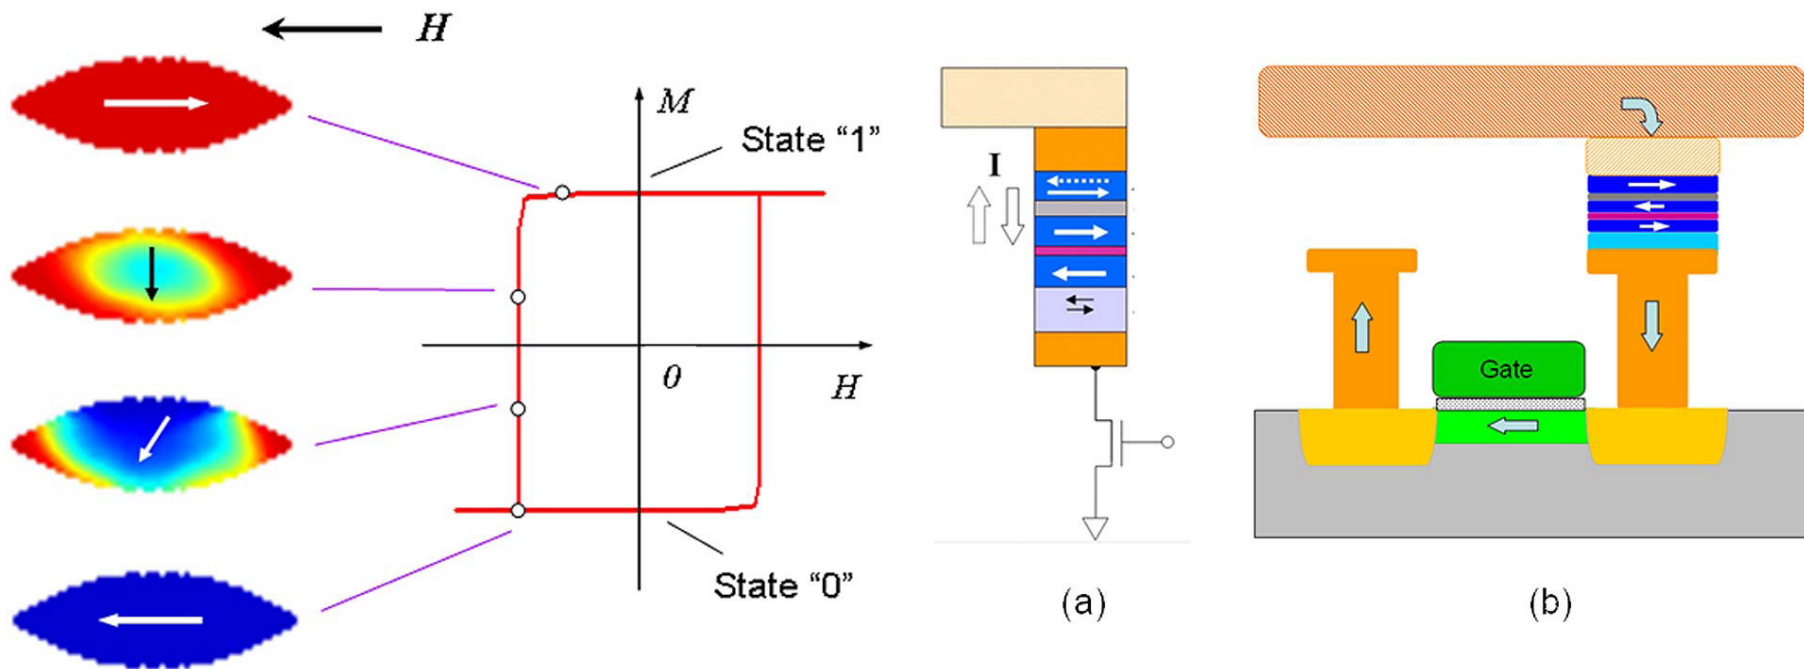 H
M
State “1”
0
H
State “0”
I
(a)
Gate
(b)